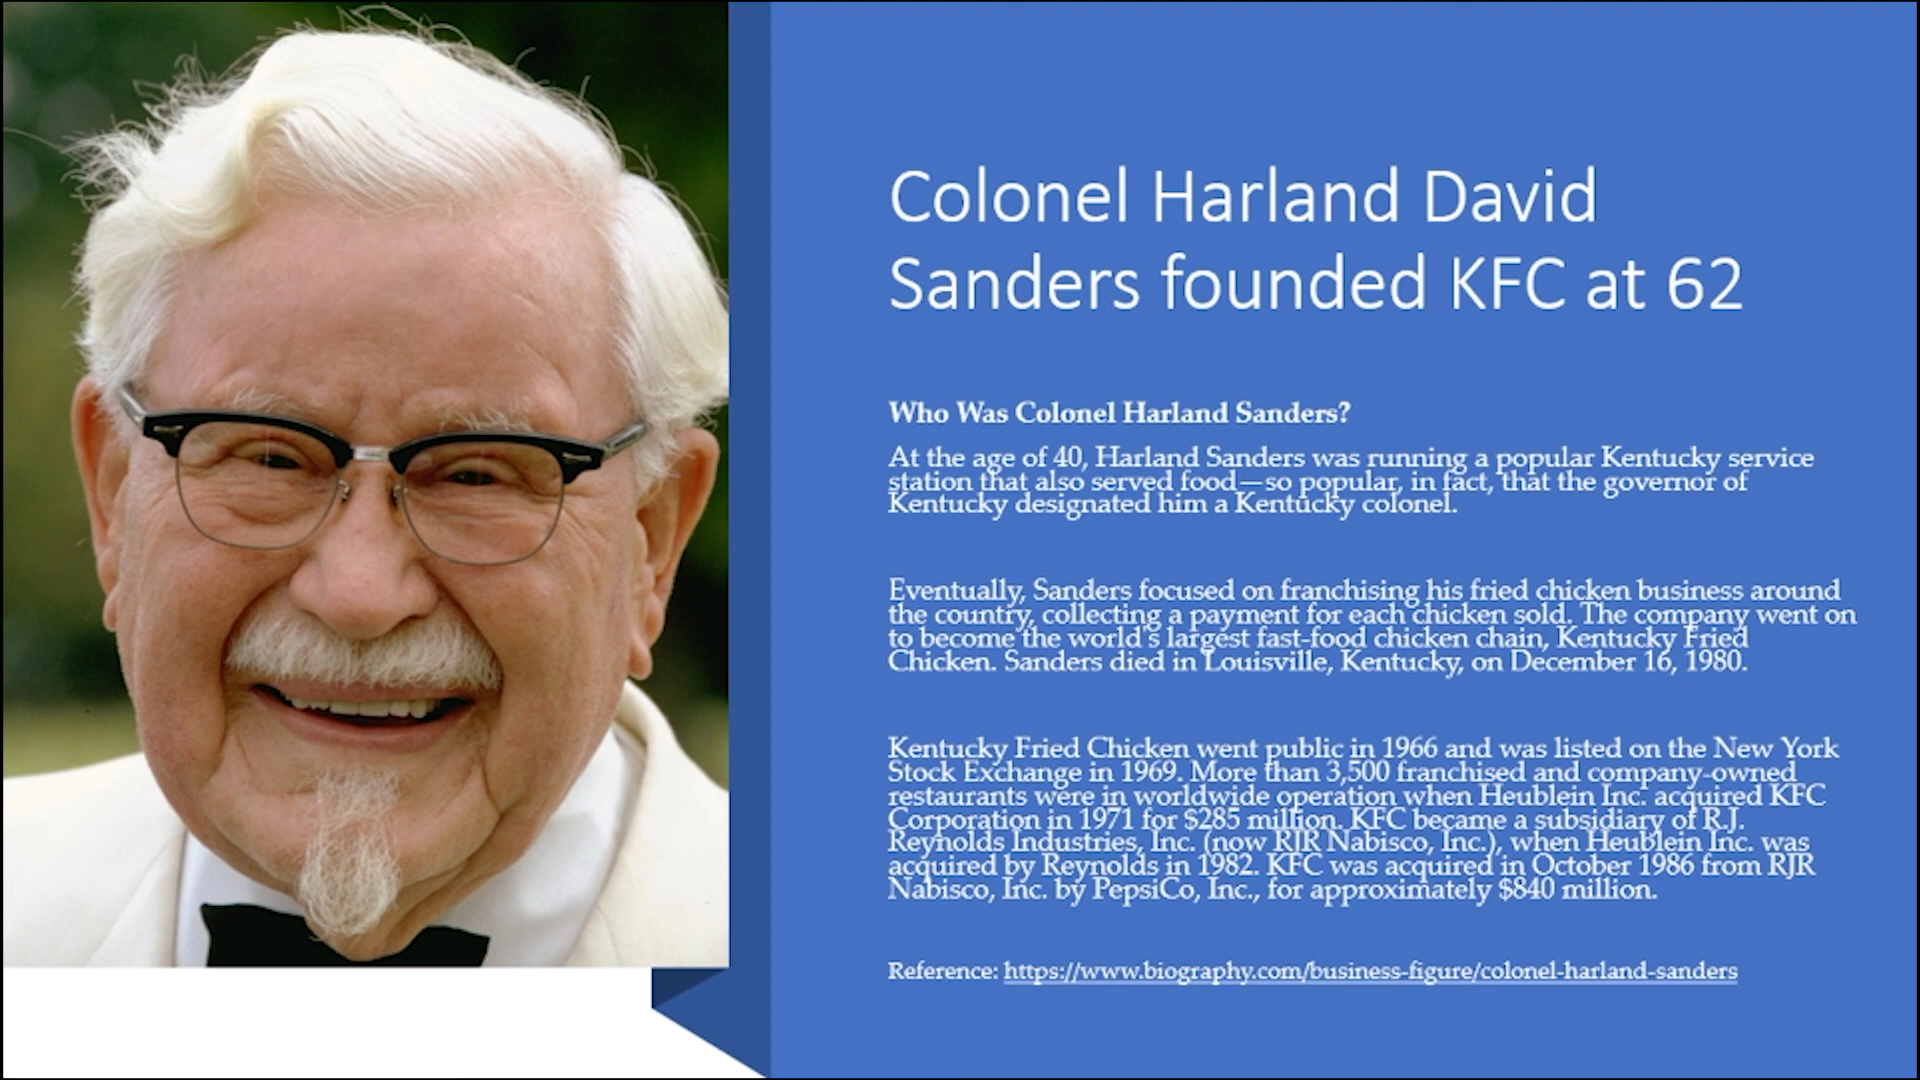 Colonel Harland David
Sanders founded KFC at 62
Who Was Colonel Harland Sanders?
At the age of 40, Harland Sanders was running a popular Kentucky service
station that also served food—so popular, in fact, that the governor of
Kentucky designated him a Kentucky colonel.
Eventually, Sanders focused on franchising his fried chicken business around
the country, collecting a payment for each chicken sold. The company went on
to become the world's largest fast-food chicken chain, Kentucky Fried
Chicken. Sanders died in Louisville, Kentucky, on December 16, 1980.
Kentucky Fried Chicken went public in 1966 and was listed on the New York
Stock Exchange in 1969. More than 3,500 franchised and company-owned
restaurants were in worldwide operation when Heublein Inc. acquired KFC
Corporation in 1971 for $285 million. KFC became a subsidiary of R.J.
Reynolds Industries, Inc. (now RJR Nabisco, Inc.), when Heublein Inc. was
acquired by Reynolds in 1982. KFC was acquired in October 1986 from RJR
Nabisco, Inc. by PepsiCo, Inc., for approximately $840 million.
Reference: https://www.biography.com/business-figure/colonel-harland-sanders